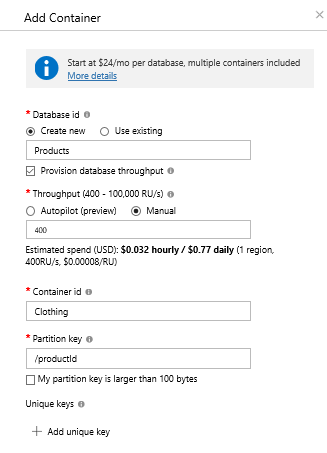 Add Container
Start at $24/mo per database, multiple containers included
More details
* Database id
Create new Use existing
Products
Provision database throughput
* Throughput (400 - 100,000 RU/s)
Autopilot (preview) Manual
400
Estimated spend (USD): $0.032 hourly / $0.77 daily (1 region,
400RU/s, $0.00008/RU)
* Container id
Clothing
* Partition key
/productId
My partition key is larger than 100 bytes
Unique keys
+ Add unique key